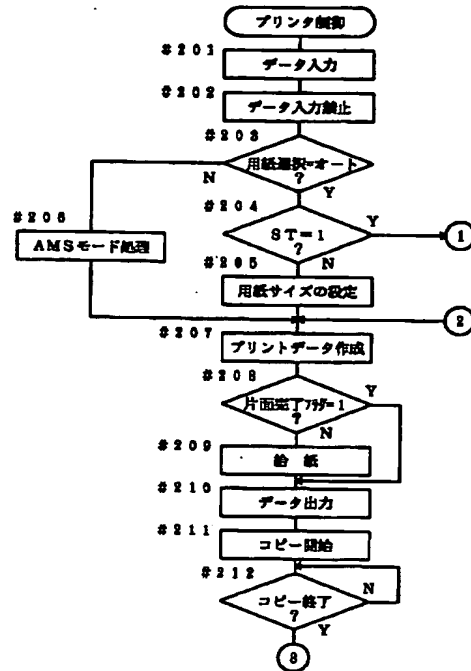 プリンタ制御
#201
データ入力
#202
データ入力禁止
#203
用紙選択=オート
?
N
Y
#204
ST=1
?
Y
N
1
#206
AMSモード処理
#205
用紙サイズの設定
2
#207
プリントデータ作成
#208
片面完了フラグ=1
?
Y
N
#209
給 紙
#210
データ出力
#211
コピー開始
#212
コピー終了
?
N
Y
3